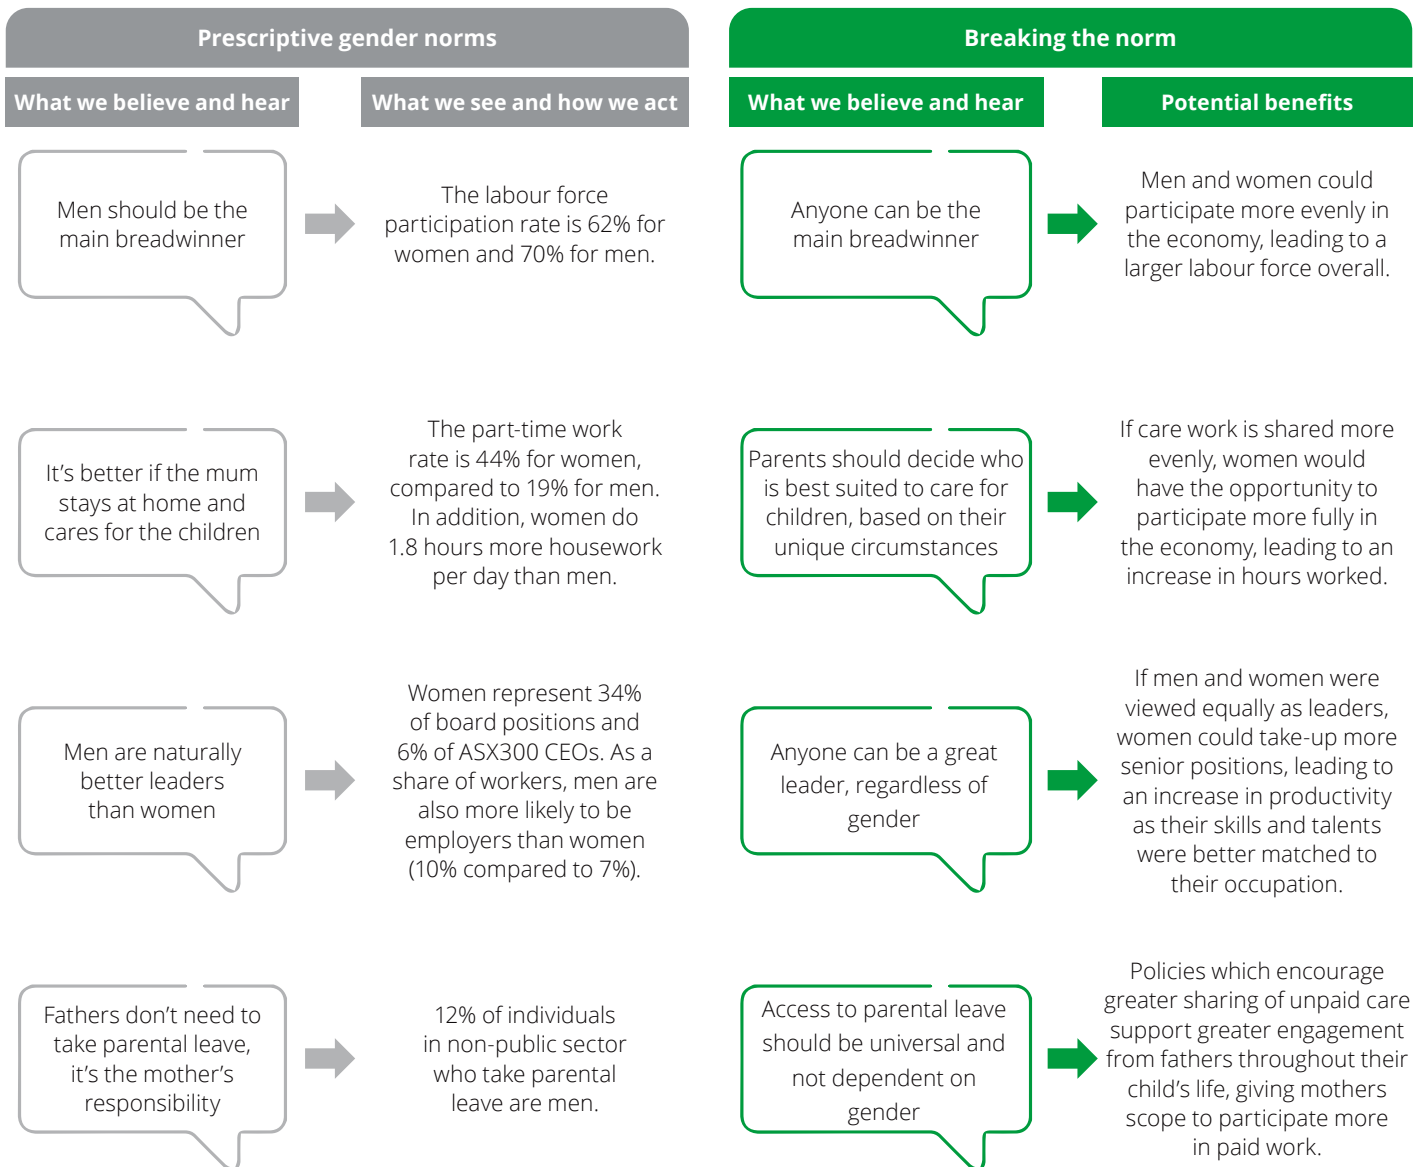 Prescriptive gender norms
Breaking the norm
What we believe and hear
What we see and how we act
What we believe and hear
Potential benefits
Men should be the
main breadwinner
The labour force
participation rate is 62% for
women and 70% for men.
Anyone can be the
main breadwinner
Men and women could
participate more evenly in
the economy, leading to a
larger labour force overall.
It’s better if the mum
stays at home and
cares for the children
The part-time work
rate is 44% for women,
compared to 19% for men.
In addition, women do
1.8 hours more housework
per day than men.
Parents should decide who
is best suited to care for
children, based on their
unique circumstances
If care work is shared more
evenly, women would
have the opportunity to
participate more fully in
the economy, leading to an
increase in hours worked.
Men are naturally
better leaders
than women
Women represent 34%
of board positions and
6% of ASX300 CEOs. As a
share of workers, men are
also more likely to be
employers than women
(10% compared to 7%).
Anyone can be a great
leader, regardless of
gender
If men and women were
viewed equally as leaders,
women could take-up more
senior positions, leading to
an increase in productivity
as their skills and talents
were better matched to
their occupation.
Fathers don’t need to
take parental leave,
it’s the mother’s
responsibility
12% of individuals
in non-public sector
who take parental
leave are men.
Access to parental leave
should be universal and
not dependent on
gender
Policies which encourage
greater sharing of unpaid care
support greater engagement
from fathers throughout their
child’s life, giving mothers
scope to participate more
in paid work.